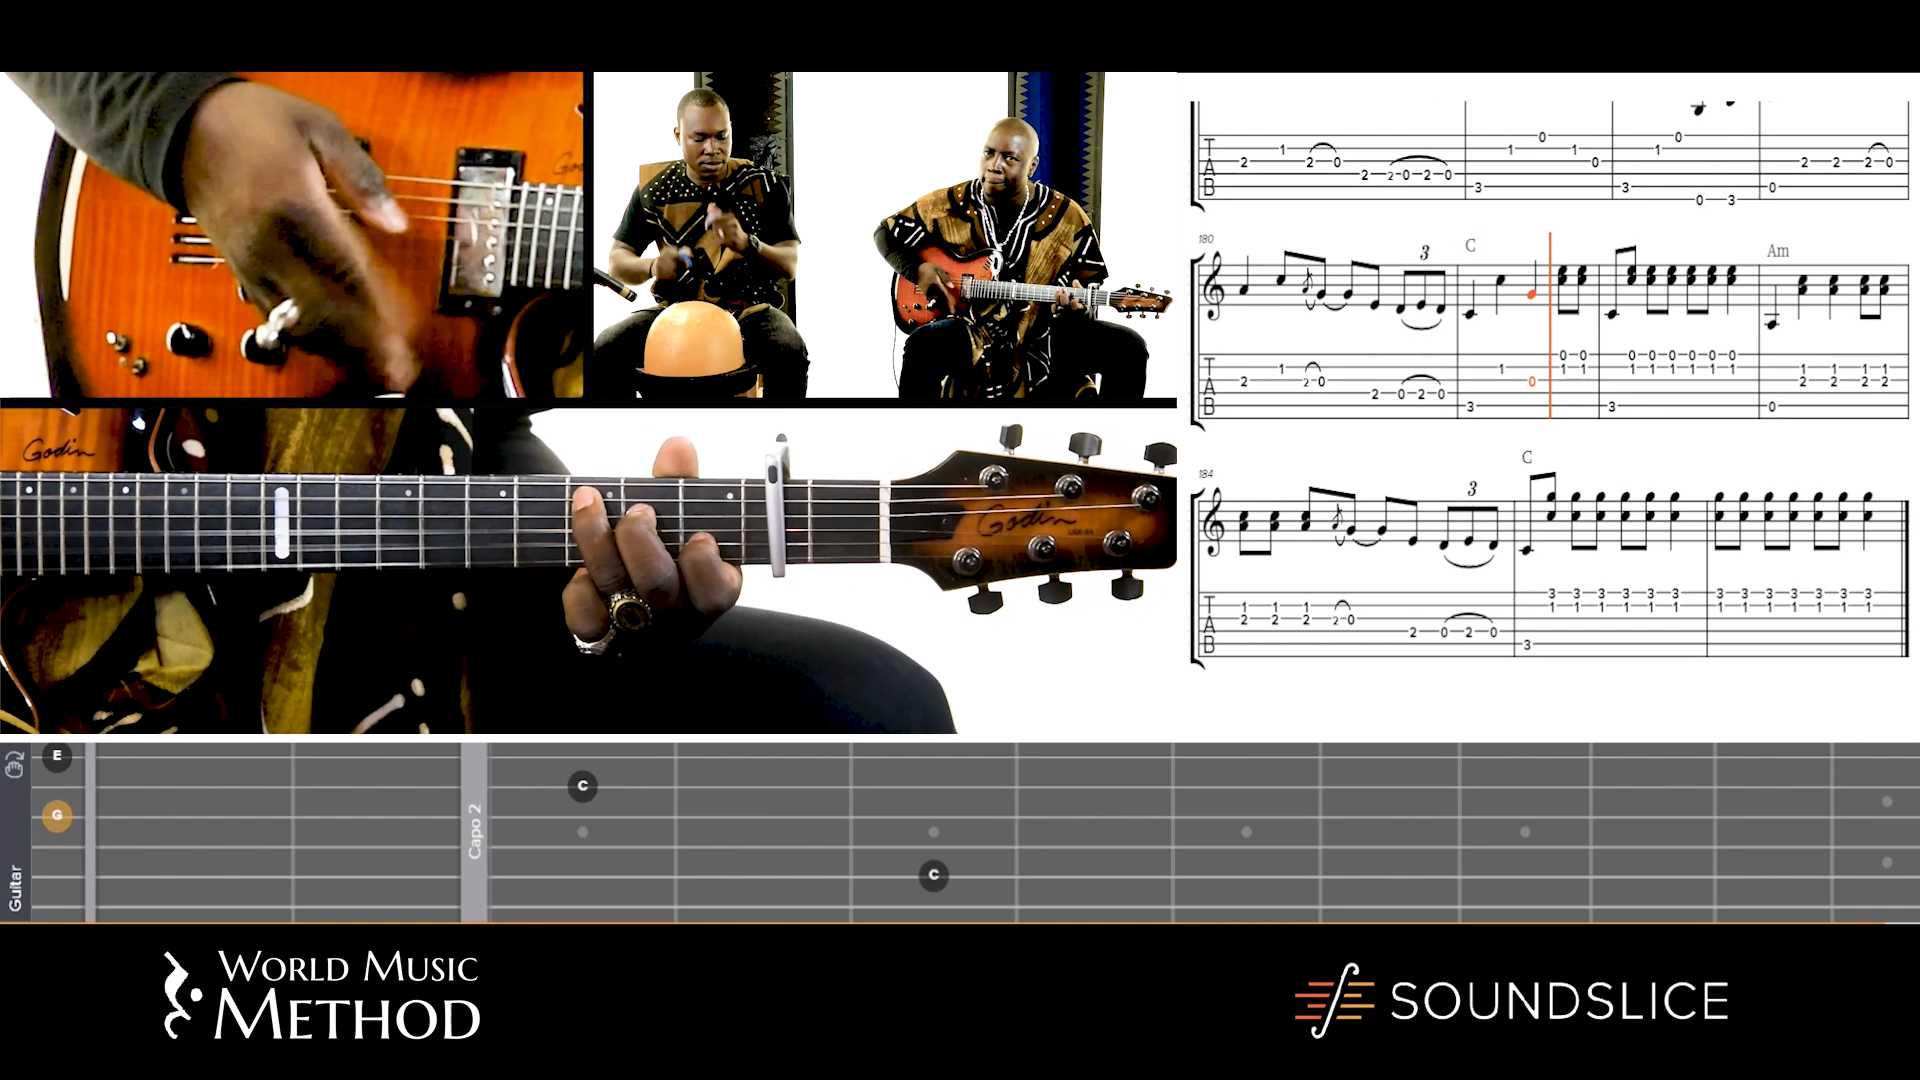 Godin
T 2 1 2 0 2 2 0 2 0 3 1 0 1 0 3 1 0 0 3 0 2 2 2 0
A
B
180 3 C Am
T 2 1 2 0 2 0 2 0 3 1 0 0 1 0 1 3 0 1 0 1 0 1 0 1 0 1 0 1 0 1 2 1 2 1 2 1 2
A
B
184 3 C
T 1 2 1 2 1 2 2 0 2 0 2 0 3 3 1 3 1 3 1 3 1 3 1 3 1 3 1 3 1 3 1 3 1 3 1 3 1 3 1
A
B
Godin
E
G
C
C
Capo 2
Guitar
WORLD MUSIC
METHOD
SOUNDSLICE